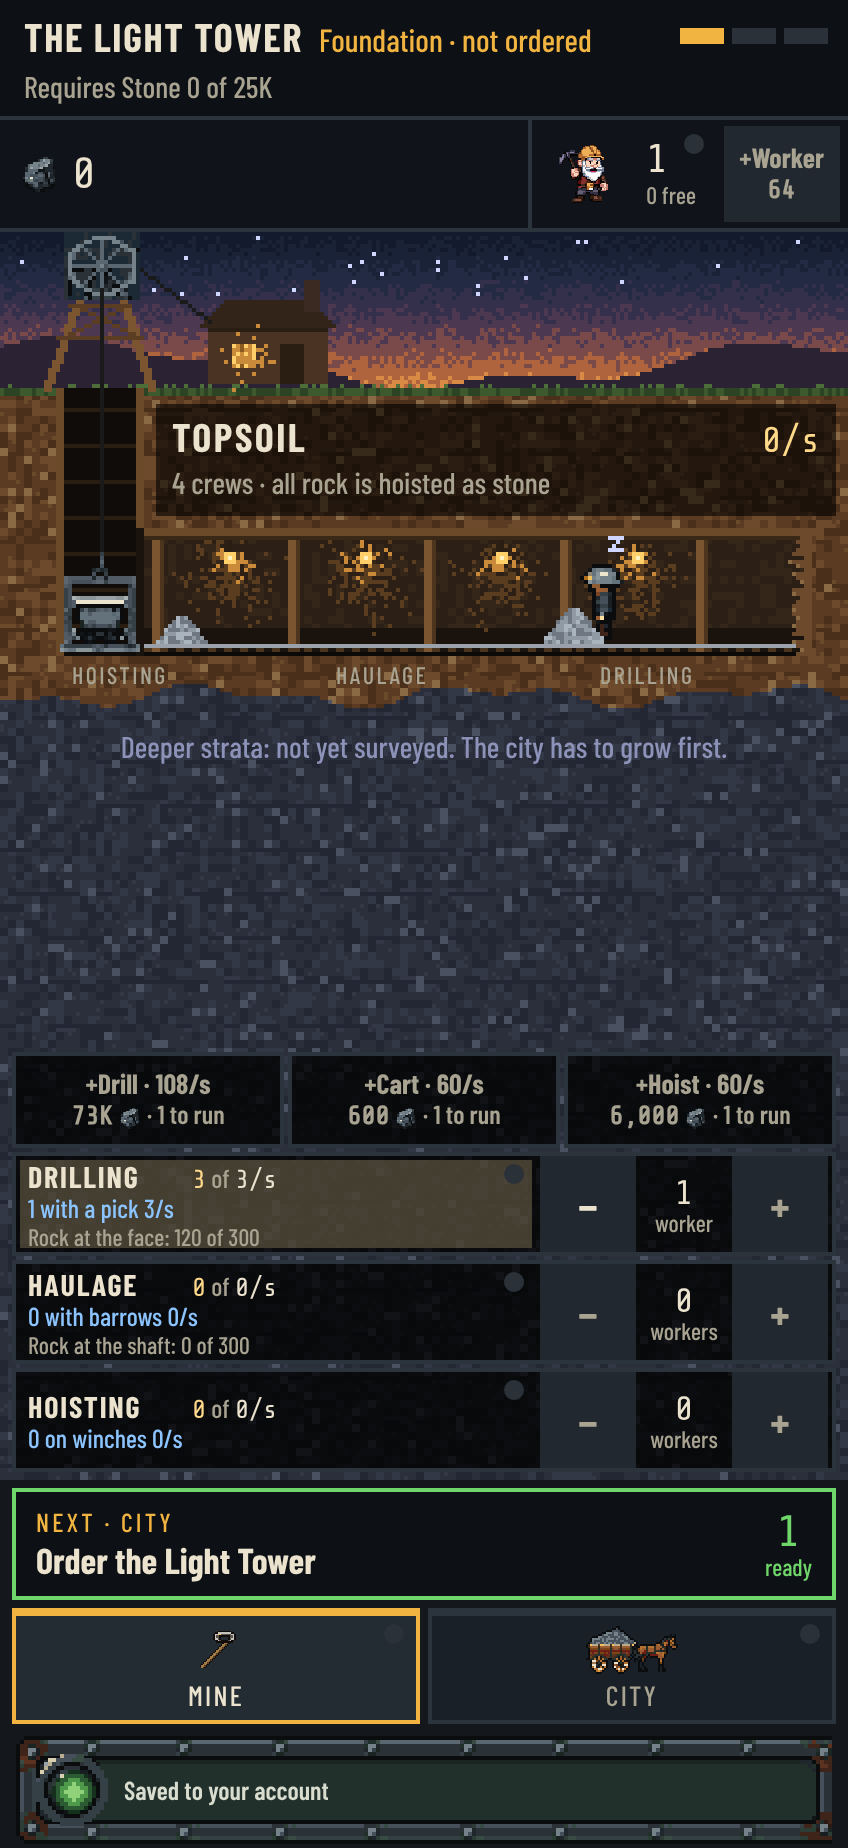 THE LIGHT TOWER Foundation · not ordered
Requires Stone 0 of 25K
0
1
0 free
+Worker
64
TOPSOIL 0/s
4 crews · all rock is hoisted as stone
Z
HOISTING HAULAGE DRILLING
Deeper strata: not yet surveyed. The city has to grow first.
+Drill · 108/s
73K · 1 to run
+Cart · 60/s
600 · 1 to run
+Hoist · 60/s
6,000 · 1 to run
DRILLING 3 of 3/s
1 with a pick 3/s
Rock at the face: 120 of 300
− 1 +
worker
HAULAGE 0 of 0/s
0 with barrows 0/s
Rock at the shaft: 0 of 300
− 0 +
workers
HOISTING 0 of 0/s
0 on winches 0/s
− 0 +
workers
NEXT · CITY
Order the Light Tower
1
ready
MINE
CITY
Saved to your account